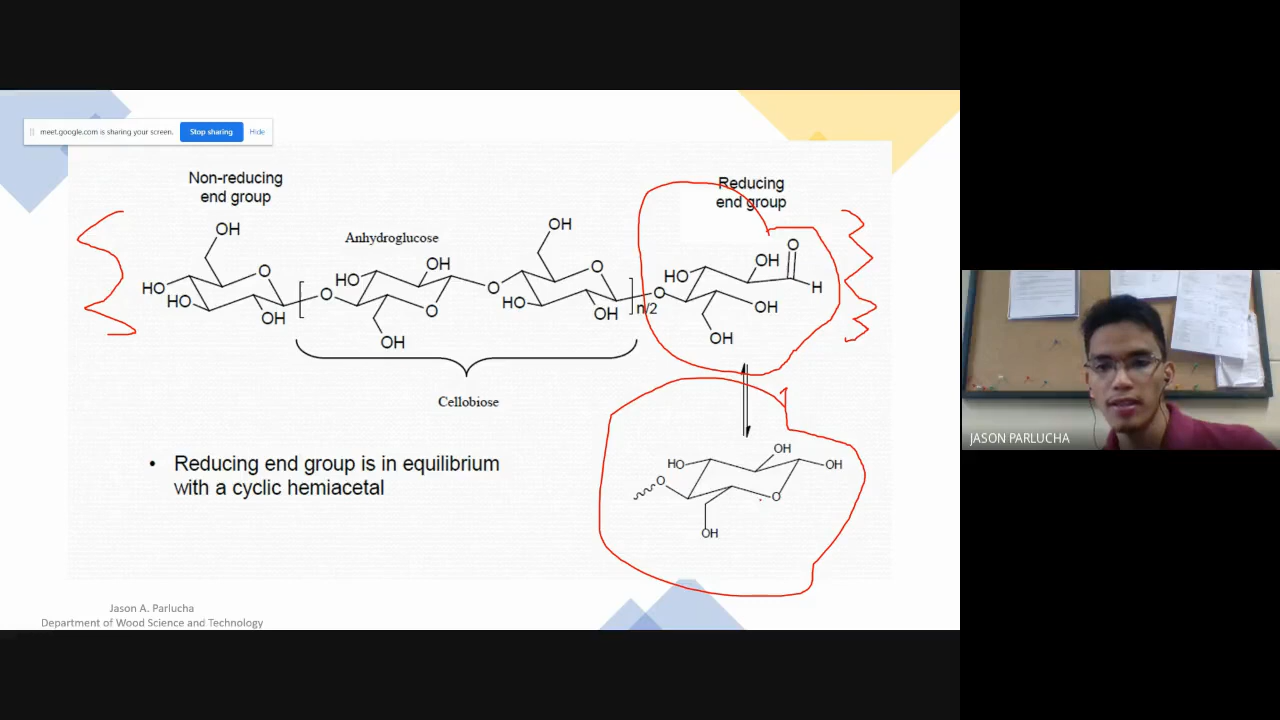 meet.google.com is sharing your screen.
Stop sharing
Hide
Non-reducing
end group
Reducing
end group
OH
OH
Anhydroglucose
O
HO
OH
O
O
OH
HO
O
HO
HO
OH
O
O
HO
OH
n/2
O
OH
H
OH
OH
OH
Cellobiose
OH
HO
OH
O
O
OH
• Reducing end group is in equilibrium
with a cyclic hemiacetal
Jason A. Parlucha
Department of Wood Science and Technology
JASON PARLUCHA